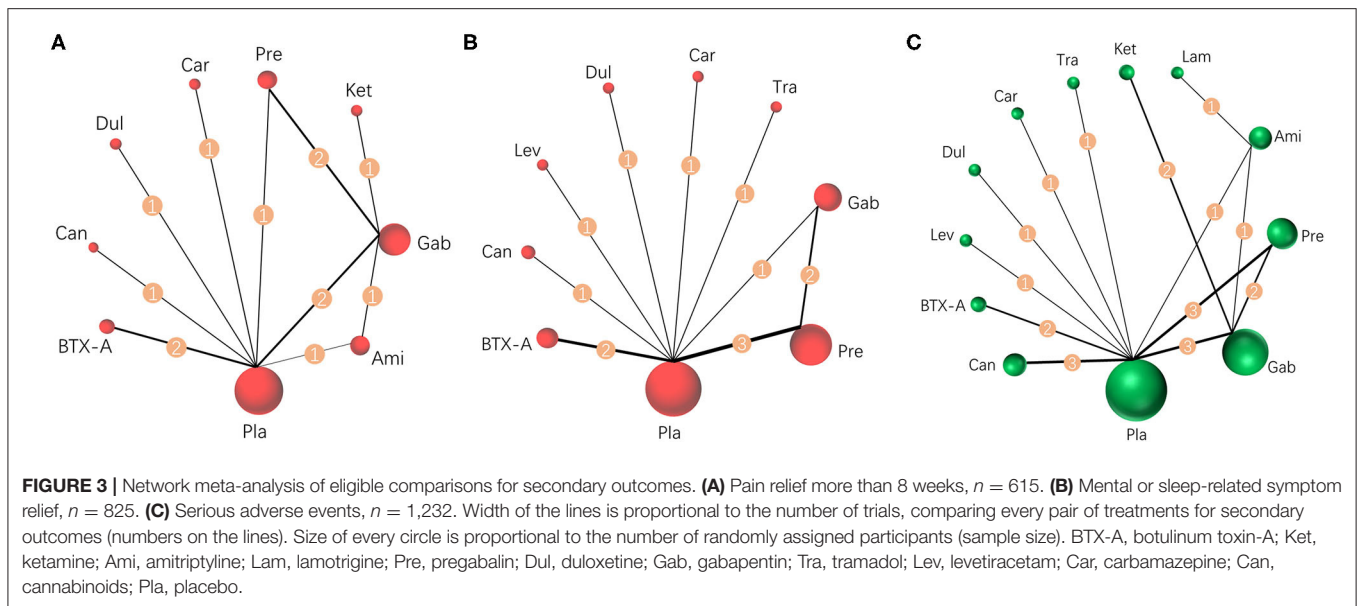 A
Pre
Car
Ket
Dul
1
2
1
1
1
Can
Gab
1
2
1
BTX-A
2
1
Ami
Pla
B
Car
Dul
Tra
Lev
1
1
1
Gab
1
Can
1
1
2
BTX-A
2
3
Pre
Pla
C
Ket
Lam
Tra
Car
1
Ami
Dul
1
2
1
Lev
1
1
1
Pre
1
BTX-A
2
2
3
3
Can
3
Gab
Pla
FIGURE 3 | Network meta-analysis of eligible comparisons for secondary outcomes. (A) Pain relief more than 8 weeks, n = 615. (B) Mental or sleep-related symptom
relief, n = 825. (C) Serious adverse events, n = 1,232. Width of the lines is proportional to the number of trials, comparing every pair of treatments for secondary
outcomes (numbers on the lines). Size of every circle is proportional to the number of randomly assigned participants (sample size). BTX-A, botulinum toxin-A; Ket,
ketamine; Ami, amitriptyline; Lam, lamotrigine; Pre, pregabalin; Dul, duloxetine; Gab, gabapentin; Tra, tramadol; Lev, levetiracetam; Car, carbamazepine; Can,
cannabinoids; Pla, placebo.